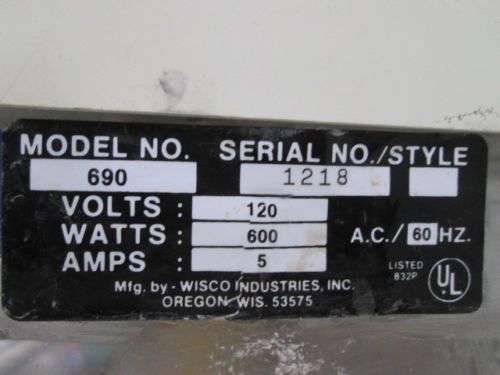 MODEL NO. SERIAL NO./STYLE
690 1218
VOLTS : 120
WATTS : 600 A.C./ 60 HZ.
AMPS : 5 LISTED 832P UL
Mfg. by - WISCO INDUSTRIES, INC.
OREGON, WIS. 53575